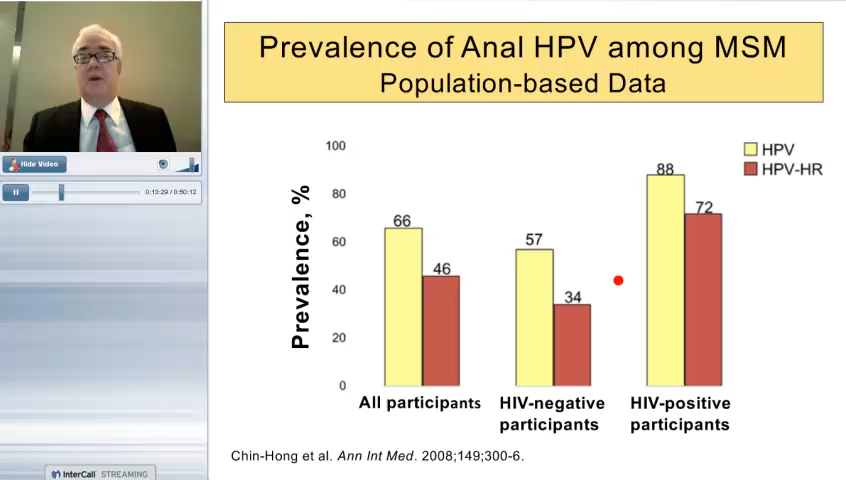 Prevalence of Anal HPV among MSM
Population-based Data
Hide Video
0:13:29 / 0:50:12
Prevalence, %
100
80
60
40
20
0
66
46
57
34
88
72
HPV
HPV-HR
All participants
HIV-negative
participants
HIV-positive
participants
Chin-Hong et al. Ann Int Med. 2008;149;300-6.
InterCall STREAMING